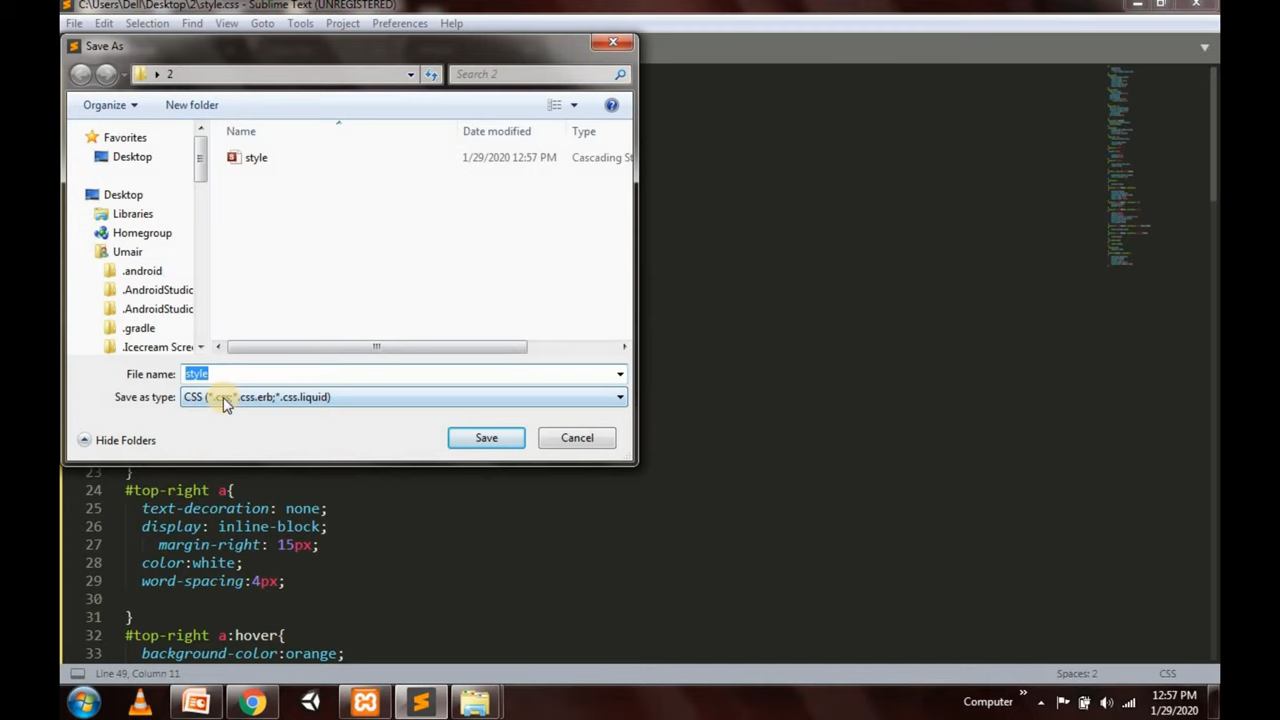 C:\Users\Dell\Desktop\2\style.css - Sublime Text (UNREGISTERED)
File Edit Selection Find View Goto Tools Project Preferences Help
Save As
2
Search 2
Organize
New folder
Name Date modified Type
Favorites
Desktop
style 1/29/2020 12:57 PM Cascading St
Desktop
Libraries
Homegroup
Umair
.android
.AndroidStudic
.AndroidStudic
.gradle
.Icecream Scre
File name: style
Save as type: CSS (*.css;*.css.erb;*.css.liquid)
Hide Folders
Save
Cancel
23 }
24 #top-right a{
25 text-decoration: none;
26 display: inline-block;
27 margin-right: 15px;
28 color:white;
29 word-spacing:4px;
30
31 }
32 #top-right a:hover{
33 background-color:orange;
Line 49, Column 11
Spaces: 2
CSS
Computer
12:57 PM
1/29/2020